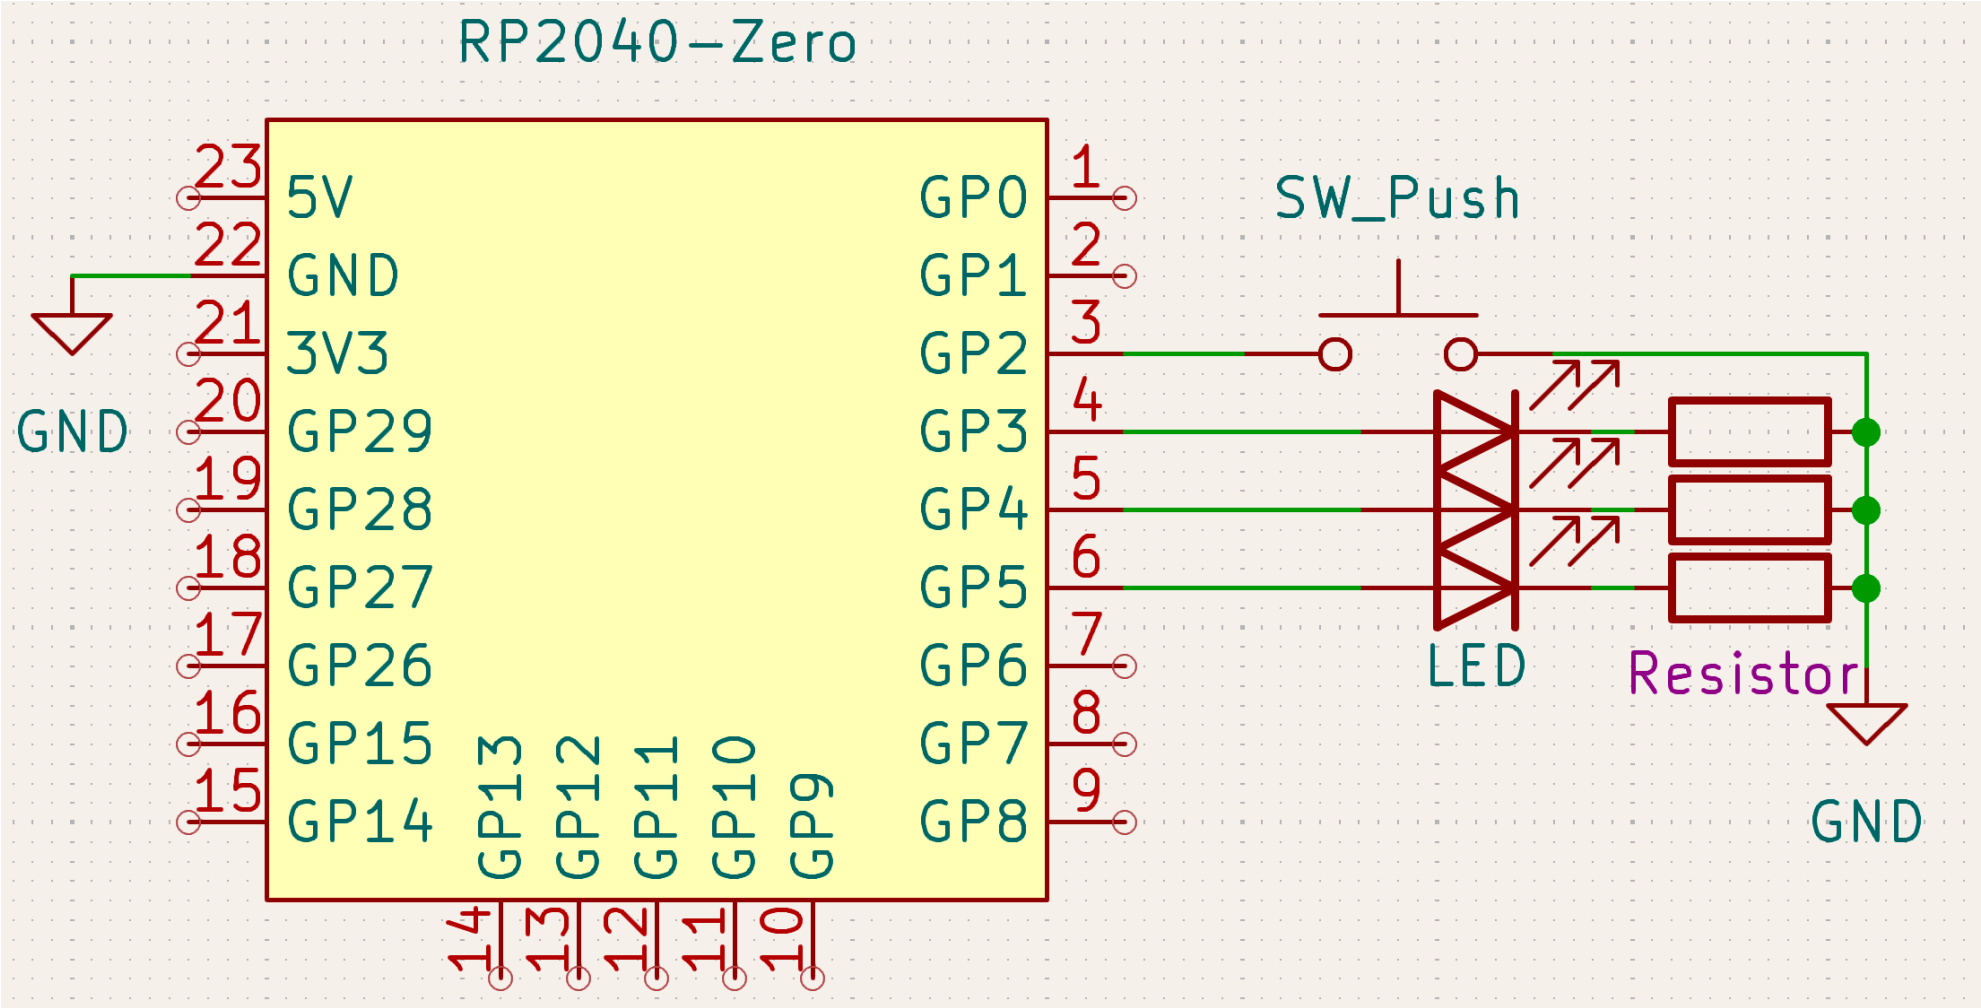 RP2040-Zero
23
5V
22
GND
21
3V3
20
GP29
19
GP28
18
GP27
17
GP26
16
GP15
15
GP14
GND
GP13
GP12
GP11
GP10
GP9
14
13
12
11
10
GP0
1
GP1
2
GP2
3
GP3
4
GP4
5
GP5
6
GP6
7
GP7
8
GP8
9
SW_Push
LED
Resistor
GND